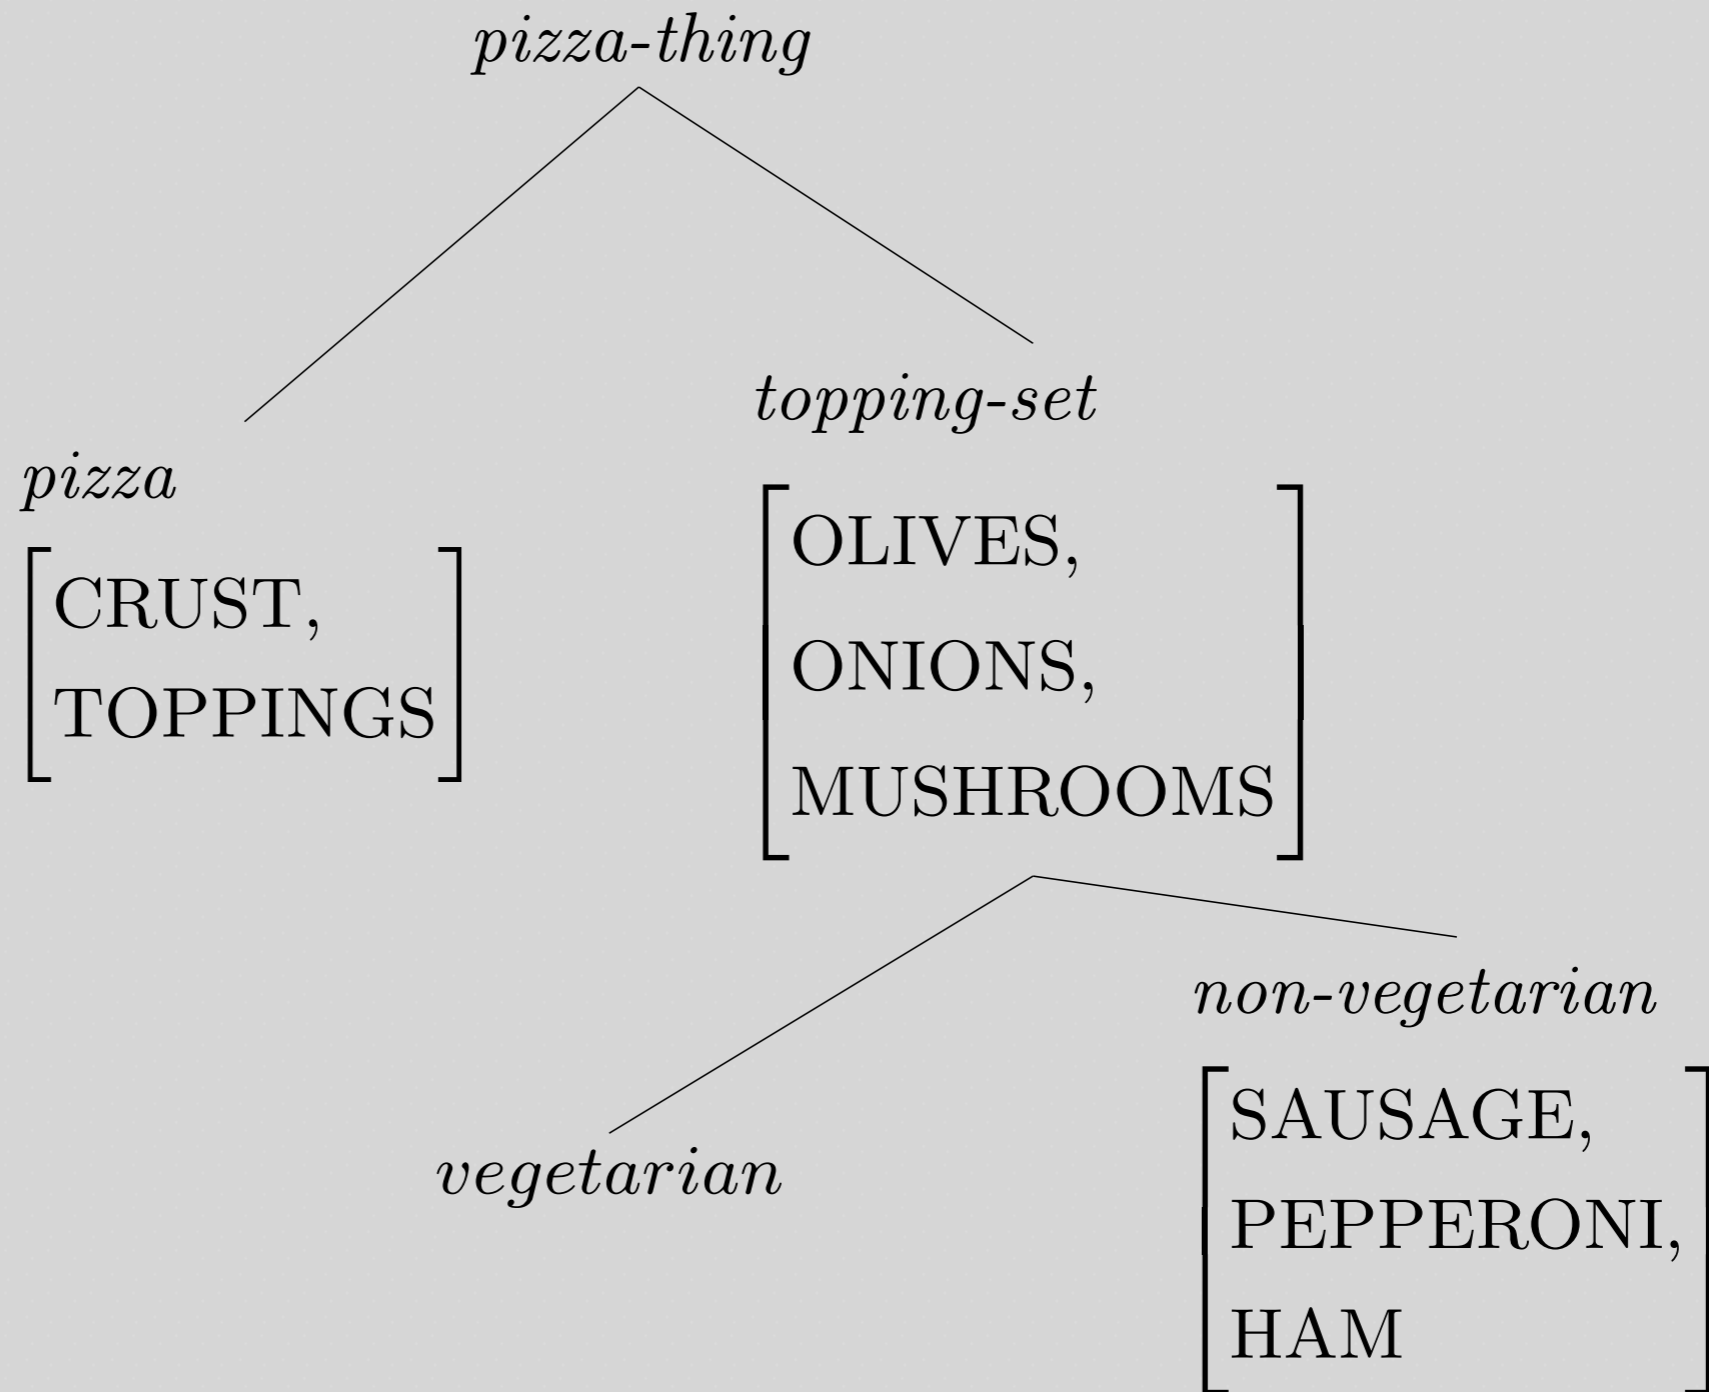 pizza-thing
pizza
CRUST,
TOPPINGS
topping-set
OLIVES,
ONIONS,
MUSHROOMS
vegetarian
non-vegetarian
SAUSAGE,
PEPPERONI,
HAM